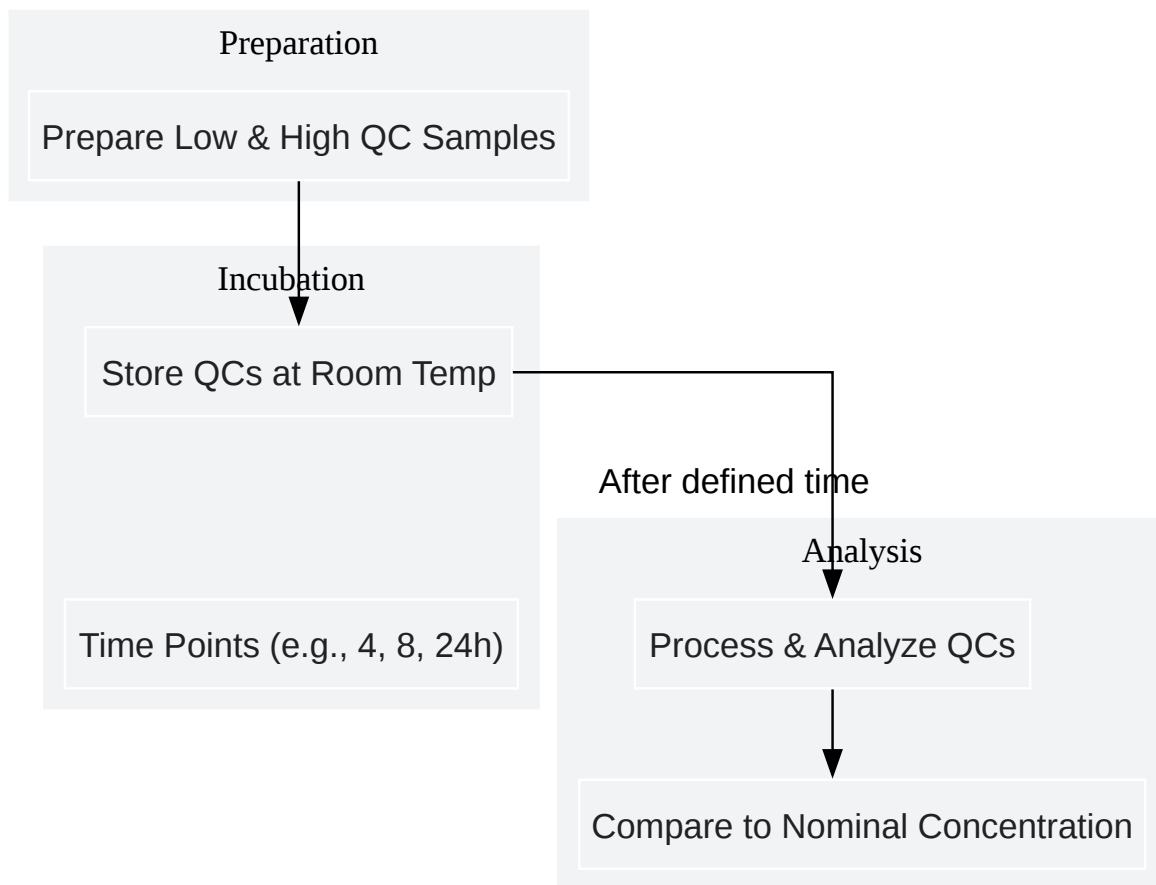 Preparation
Prepare Low & High QC Samples
Incubation
Store QCs at Room Temp
After defined time
Analysis
Time Points (e.g., 4, 8, 24h)
Process & Analyze QCs
Compare to Nominal Concentration